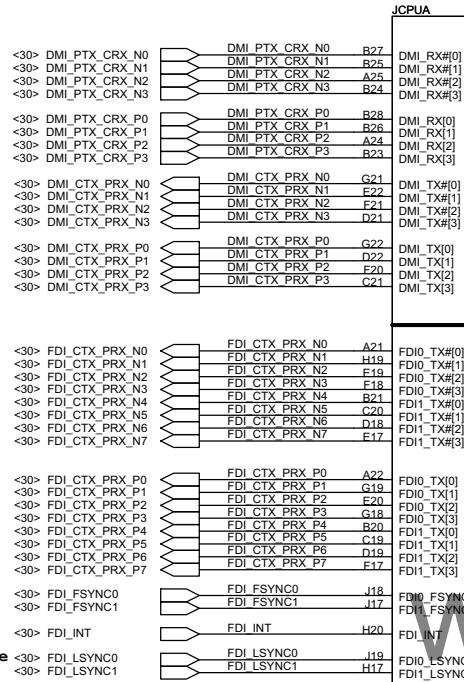 JCPUA
<30> DMI_PTX_CRX_N0 DMI_PTX_CRX_N0 B27 DMI_RX#[0]
<30> DMI_PTX_CRX_N1 DMI_PTX_CRX_N1 B25 DMI_RX#[1]
<30> DMI_PTX_CRX_N2 DMI_PTX_CRX_N2 A25 DMI_RX#[2]
<30> DMI_PTX_CRX_N3 DMI_PTX_CRX_N3 B24 DMI_RX#[3]
<30> DMI_PTX_CRX_P0 DMI_PTX_CRX_P0 B28 DMI_RX[0]
<30> DMI_PTX_CRX_P1 DMI_PTX_CRX_P1 B26 DMI_RX[1]
<30> DMI_PTX_CRX_P2 DMI_PTX_CRX_P2 A24 DMI_RX[2]
<30> DMI_PTX_CRX_P3 DMI_PTX_CRX_P3 B23 DMI_RX[3]
<30> DMI_CTX_PRX_N0 DMI_CTX_PRX_N0 G21 DMI_TX#[0]
<30> DMI_CTX_PRX_N1 DMI_CTX_PRX_N1 E22 DMI_TX#[1]
<30> DMI_CTX_PRX_N2 DMI_CTX_PRX_N2 F21 DMI_TX#[2]
<30> DMI_CTX_PRX_N3 DMI_CTX_PRX_N3 D21 DMI_TX#[3]
<30> DMI_CTX_PRX_P0 DMI_CTX_PRX_P0 G22 DMI_TX[0]
<30> DMI_CTX_PRX_P1 DMI_CTX_PRX_P1 D22 DMI_TX[1]
<30> DMI_CTX_PRX_P2 DMI_CTX_PRX_P2 F20 DMI_TX[2]
<30> DMI_CTX_PRX_P3 DMI_CTX_PRX_P3 C21 DMI_TX[3]
<30> FDI_CTX_PRX_N0 FDI_CTX_PRX_N0 A21 FDI0_TX#[0]
<30> FDI_CTX_PRX_N1 FDI_CTX_PRX_N1 H19 FDI0_TX#[1]
<30> FDI_CTX_PRX_N2 FDI_CTX_PRX_N2 E19 FDI0_TX#[2]
<30> FDI_CTX_PRX_N3 FDI_CTX_PRX_N3 F18 FDI0_TX#[3]
<30> FDI_CTX_PRX_N4 FDI_CTX_PRX_N4 B21 FDI1_TX#[0]
<30> FDI_CTX_PRX_N5 FDI_CTX_PRX_N5 C20 FDI1_TX#[1]
<30> FDI_CTX_PRX_N6 FDI_CTX_PRX_N6 D18 FDI1_TX#[2]
<30> FDI_CTX_PRX_N7 FDI_CTX_PRX_N7 E17 FDI1_TX#[3]
<30> FDI_CTX_PRX_P0 FDI_CTX_PRX_P0 A22 FDI0_TX[0]
<30> FDI_CTX_PRX_P1 FDI_CTX_PRX_P1 G19 FDI0_TX[1]
<30> FDI_CTX_PRX_P2 FDI_CTX_PRX_P2 E20 FDI0_TX[2]
<30> FDI_CTX_PRX_P3 FDI_CTX_PRX_P3 G18 FDI0_TX[3]
<30> FDI_CTX_PRX_P4 FDI_CTX_PRX_P4 B20 FDI1_TX[0]
<30> FDI_CTX_PRX_P5 FDI_CTX_PRX_P5 C19 FDI1_TX[1]
<30> FDI_CTX_PRX_P6 FDI_CTX_PRX_P6 D19 FDI1_TX[2]
<30> FDI_CTX_PRX_P7 FDI_CTX_PRX_P7 F17 FDI1_TX[3]
<30> FDI_FSYNC0 FDI_FSYNC0 J18 FDI0_FSYNC
<30> FDI_FSYNC1 FDI_FSYNC1 J17 FDI1_FSYNC
<30> FDI_INT FDI_INT H20 FDI_INT
e <30> FDI_LSYNC0 FDI_LSYNC0 J19 FDI0_LSYNC
<30> FDI_LSYNC1 FDI_LSYNC1 H17 FDI1_LSYNC